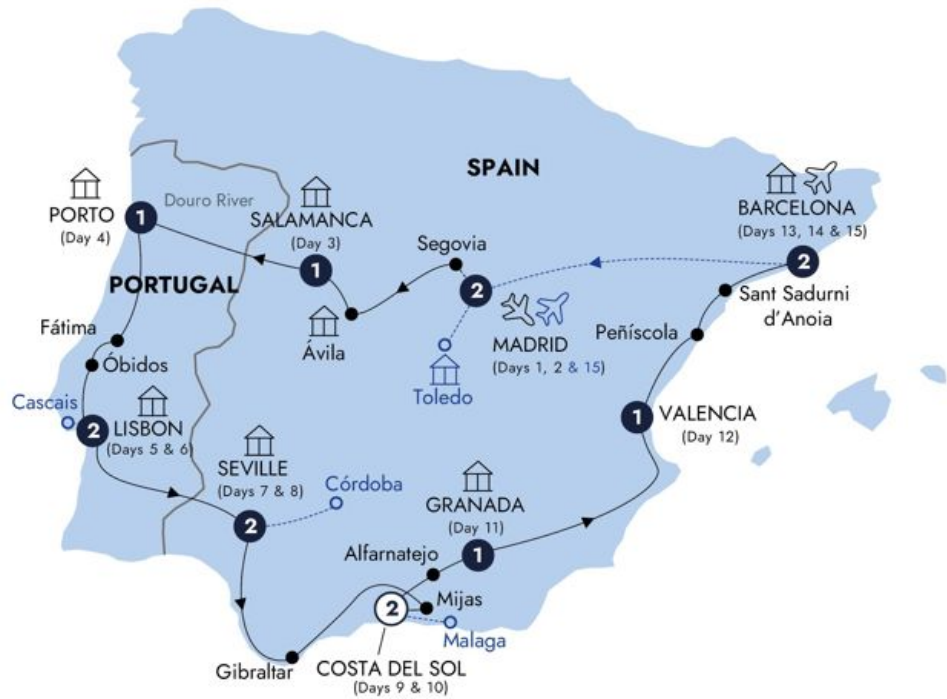 SPAIN
PORTO
(Day 4)
1
Douro River
SALAMANCA
(Day 3)
1
Segovia
2
MADRID
(Days 1, 2 & 15)
BARCELONA
(Days 13, 14 & 15)
2
Sant Sadurni
d'Anoia
PORTUGAL
Ávila
Toledo
Peñíscola
Fátima
Óbidos
Cascais
2
LISBON
(Days 5 & 6)
1
VALENCIA
(Day 12)
SEVILLE
(Days 7 & 8)
2
Córdoba
GRANADA
(Day 11)
1
Alfarnatejo
2
Mijas
Malaga
Gibraltar
COSTA DEL SOL
(Days 9 & 10)